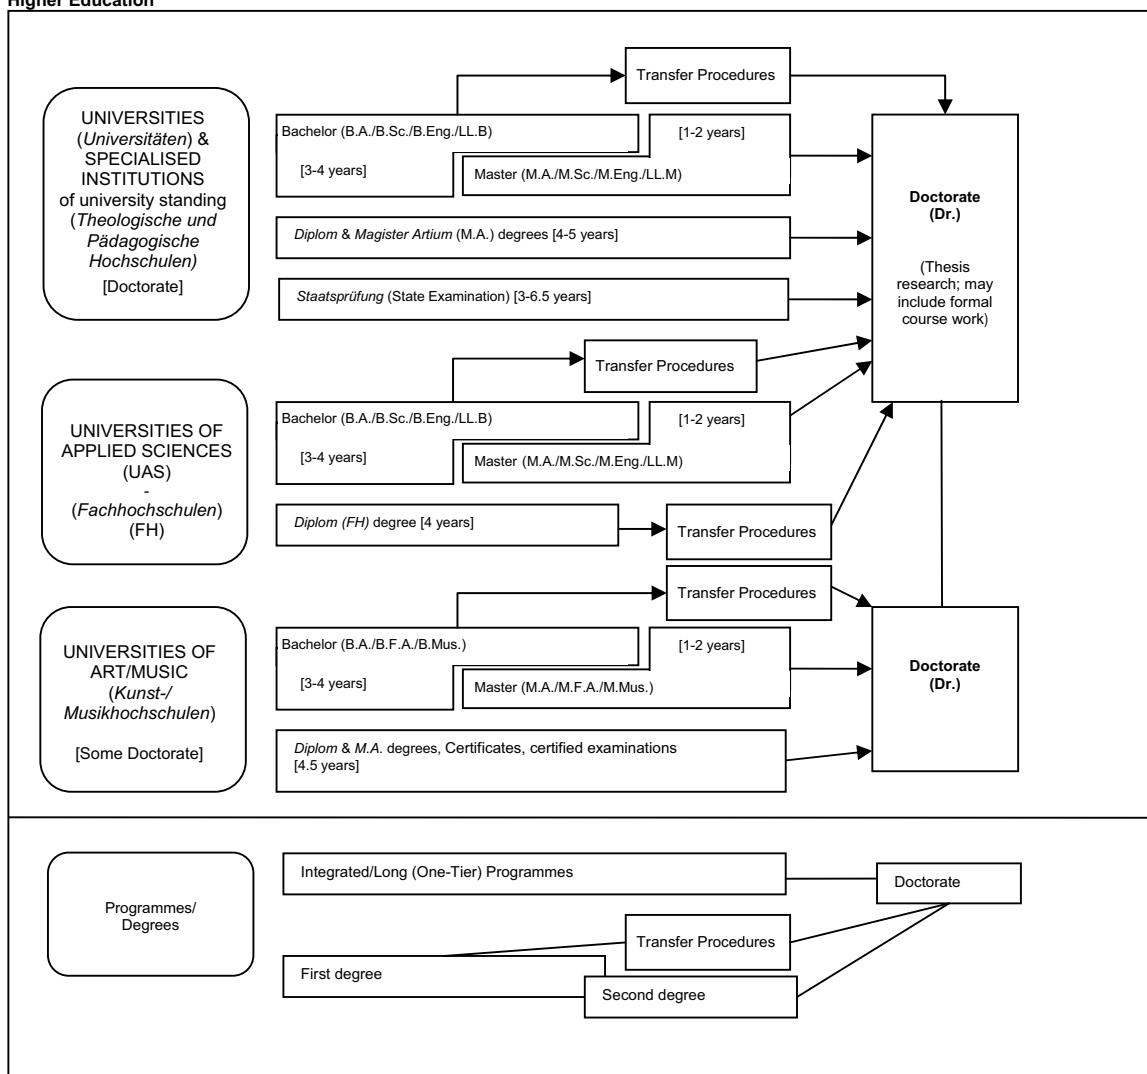 Higher Education
UNIVERSITIES
(Universitäten) &
SPECIALISED
INSTITUTIONS
of university standing
(Theologische und
Pädagogische
Hochschulen)
[Doctorate]
Transfer Procedures
Bachelor (B.A./B.Sc./B.Eng./LL.B)
[3-4 years]
[1-2 years]
Master (M.A./M.Sc./M.Eng./LL.M)
Diplom & Magister Artium (M.A.) degrees [4-5 years]
Staatsprüfung (State Examination) [3-6.5 years]
Doctorate
(Dr.)
(Thesis
research; may
include formal
course work)
UNIVERSITIES OF
APPLIED SCIENCES
(UAS)
-
(Fachhochschulen)
(FH)
Transfer Procedures
Bachelor (B.A./B.Sc./B.Eng./LL.B)
[3-4 years]
[1-2 years]
Master (M.A./M.Sc./M.Eng./LL.M)
Diplom (FH) degree [4 years]
Transfer Procedures
UNIVERSITIES OF
ART/MUSIC
(Kunst-/
Musikhochschulen)
[Some Doctorate]
Transfer Procedures
Bachelor (B.A./B.F.A./B.Mus.)
[3-4 years]
[1-2 years]
Master (M.A./M.F.A./M.Mus.)
Diplom & M.A. degrees, Certificates, certified examinations
[4.5 years]
Doctorate
(Dr.)
Programmes/
Degrees
Integrated/Long (One-Tier) Programmes
Doctorate
Transfer Procedures
First degree
Second degree